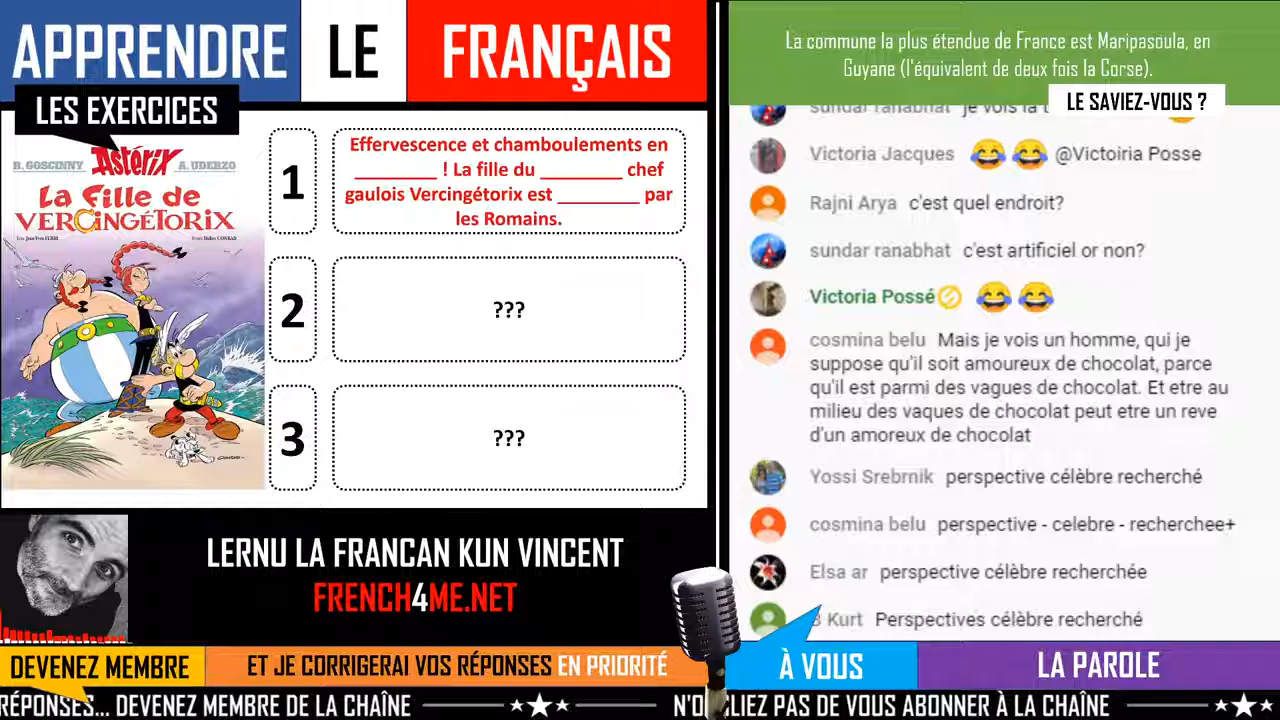 APPRENDRE LE FRANÇAIS
LES EXERCICES
R. GOSCINNY Astérix A. UDERZO
La Fille de
VERCINGÉTORIX
1
Effervescence et chamboulements en
_________ ! La fille du _________ chef
gaulois Vercingétorix est _________ par
les Romains.
2
???
3
???
LERNU LA FRANCAN KUN VINCENT
FRENCH4ME.NET
DEVENEZ MEMBRE
ET JE CORRIGERAI VOS RÉPONSES EN PRIORITÉ
La commune la plus étendue de France est Maripasoula, en
Guyane (l'équivalent de deux fois la Corse).
LE SAVIEZ-VOUS ?
sundar ranabhat je vois la
Victoria Jacques 😂 😂 @Victoiria Posse
Rajni Arya c'est quel endroit?
sundar ranabhat c'est artificiel or non?
Victoria Possé 😂 😂
cosmina belu Mais je vois un homme, qui je
suppose qu'il soit amoureux de chocolat, parce
qu'il est parmi des vagues de chocolat. Et etre au
milieu des vaques de chocolat peut etre un reve
d'un amoreux de chocolat
Yossi Srebrnik perspective célèbre recherché
cosmina belu perspective - celebre - recherchee+
Elsa ar perspective célèbre recherchée
Kurt Perspectives célèbre recherché
À VOUS
LA PAROLE
RÉPONSES... DEVENEZ MEMBRE DE LA CHAÎNE
PAS DE VOUS ABONNER À LA CHAÎNE